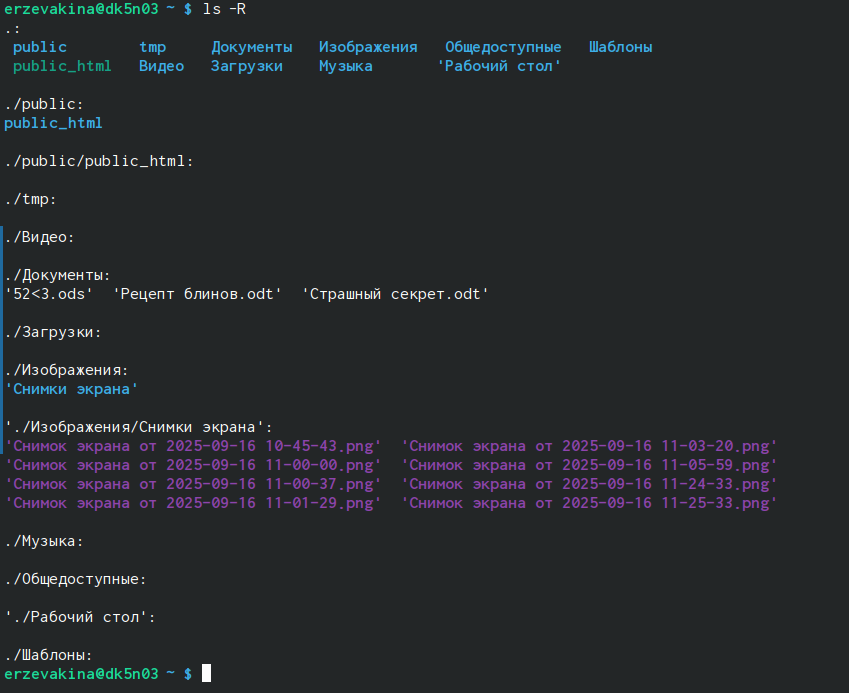 erzevakina@dk5n03 ~ $ ls -R
.:
public tmp Документы Изображения Общедоступные Шаблоны
public_html Видео Загрузки Музыка 'Рабочий стол'
./public:
public_html
./public/public_html:
./tmp:
./Видео:
./Документы:
'52<3.ods' 'Рецепт блинов.odt' 'Страшный секрет.odt'
./Загрузки:
./Изображения:
'Снимки экрана'
'./Изображения/Снимки экрана':
'Снимок экрана от 2025-09-16 10-45-43.png' 'Снимок экрана от 2025-09-16 11-03-20.png'
'Снимок экрана от 2025-09-16 11-00-00.png' 'Снимок экрана от 2025-09-16 11-05-59.png'
'Снимок экрана от 2025-09-16 11-00-37.png' 'Снимок экрана от 2025-09-16 11-24-33.png'
'Снимок экрана от 2025-09-16 11-01-29.png' 'Снимок экрана от 2025-09-16 11-25-33.png'
./Музыка:
./Общедоступные:
'./Рабочий стол':
./Шаблоны:
erzevakina@dk5n03 ~ $